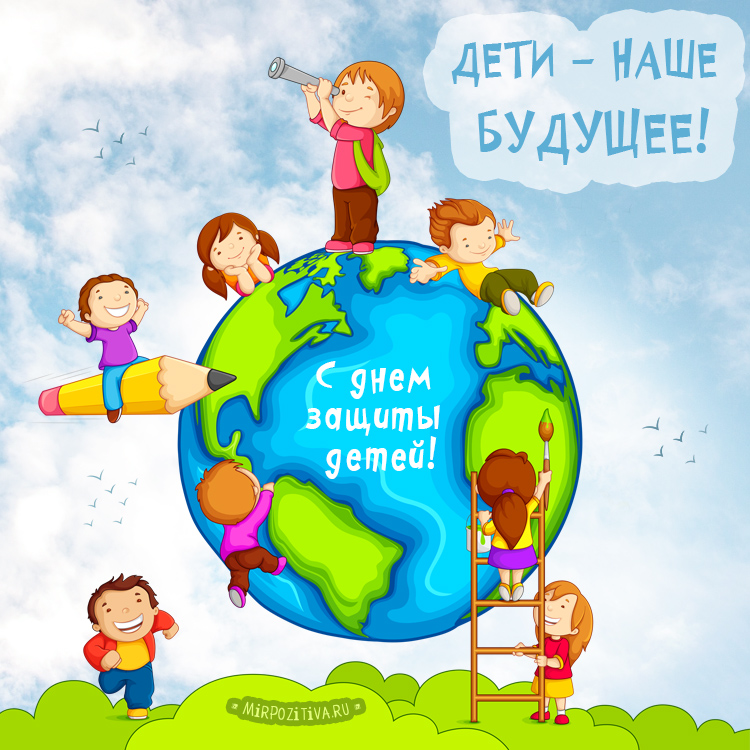 ДЕТИ - НАШЕ
БУДУЩЕЕ!
С днем
защиты
детей!
MiRPOZiTiVA.RU